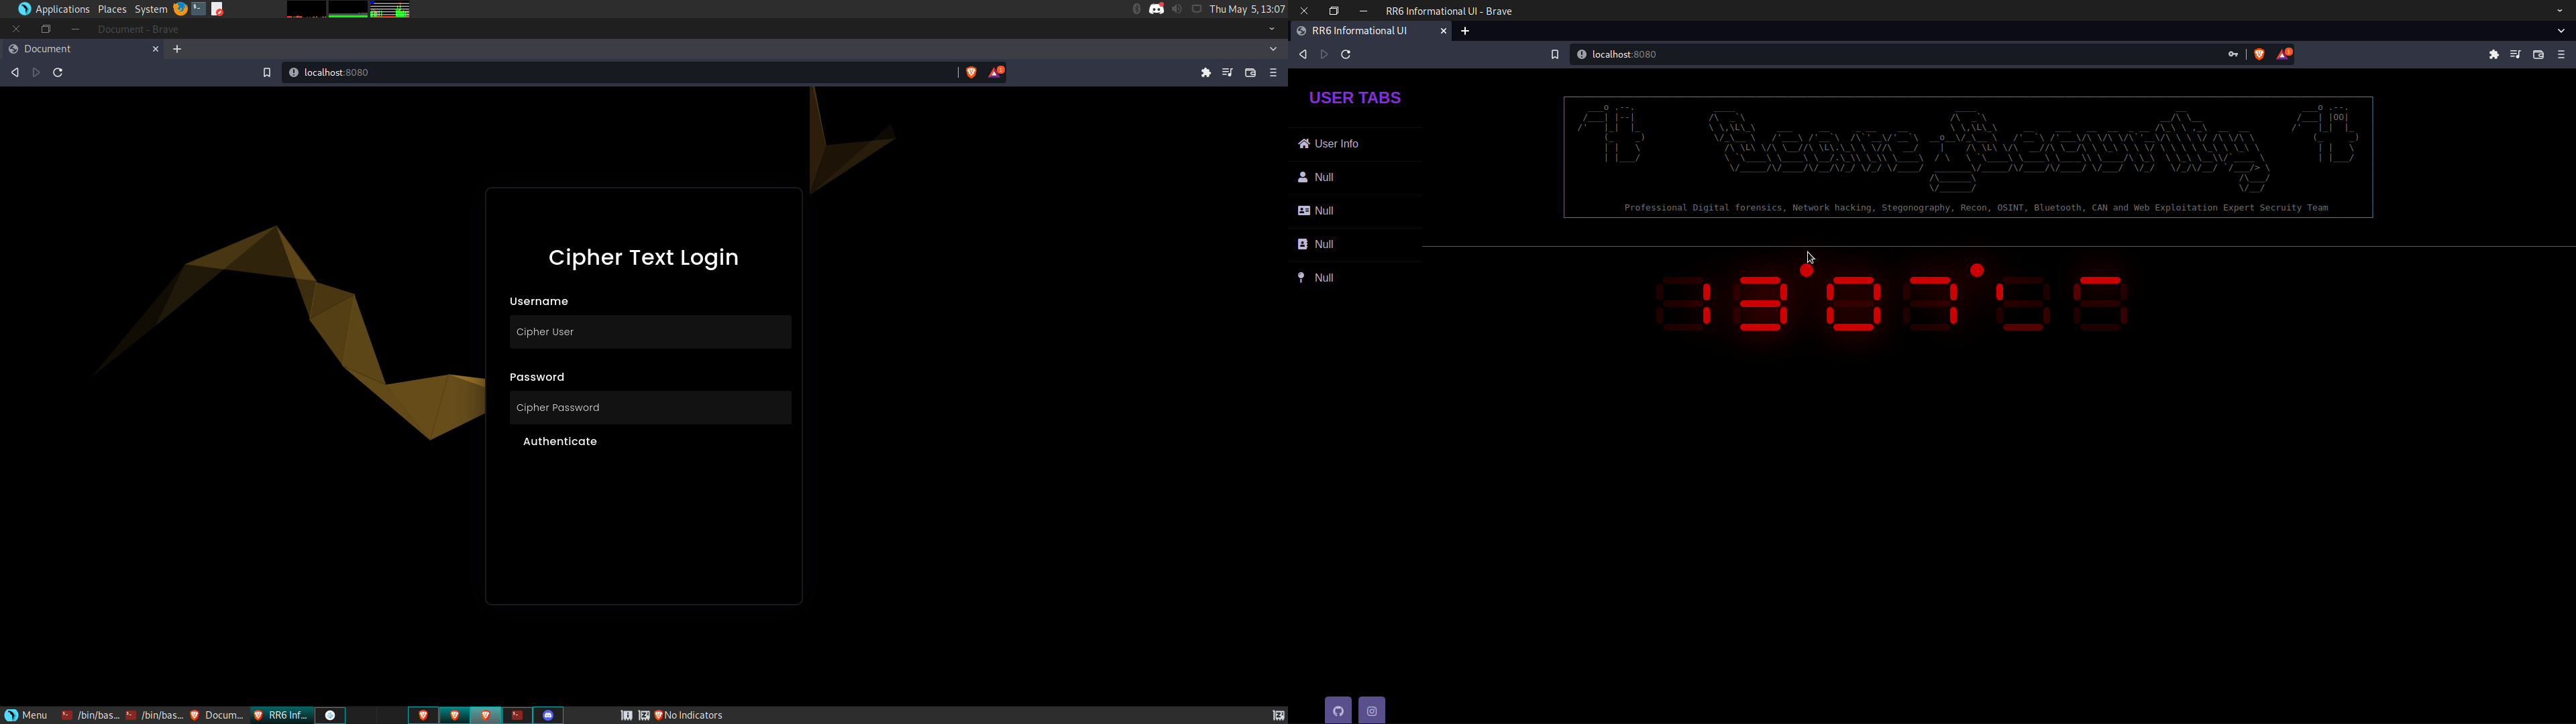 Applications Places System
Thu May 5, 13:07
Document - Brave
Document
localhost:8080
Cipher Text Login
Username
Cipher User
Password
Cipher Password
Authenticate
Menu
/bin/bas...
/bin/bas...
Docum...
RR6 Inf...
No Indicators
RR6 Informational UI - Brave
RR6 Informational UI
localhost:8080
USER TABS
User Info
Null
Null
Null
Null
Professional Digital forensics, Network hacking, Stegonography, Recon, OSINT, Bluetooth, CAN and Web Exploitation Expert Secruity Team
13 07